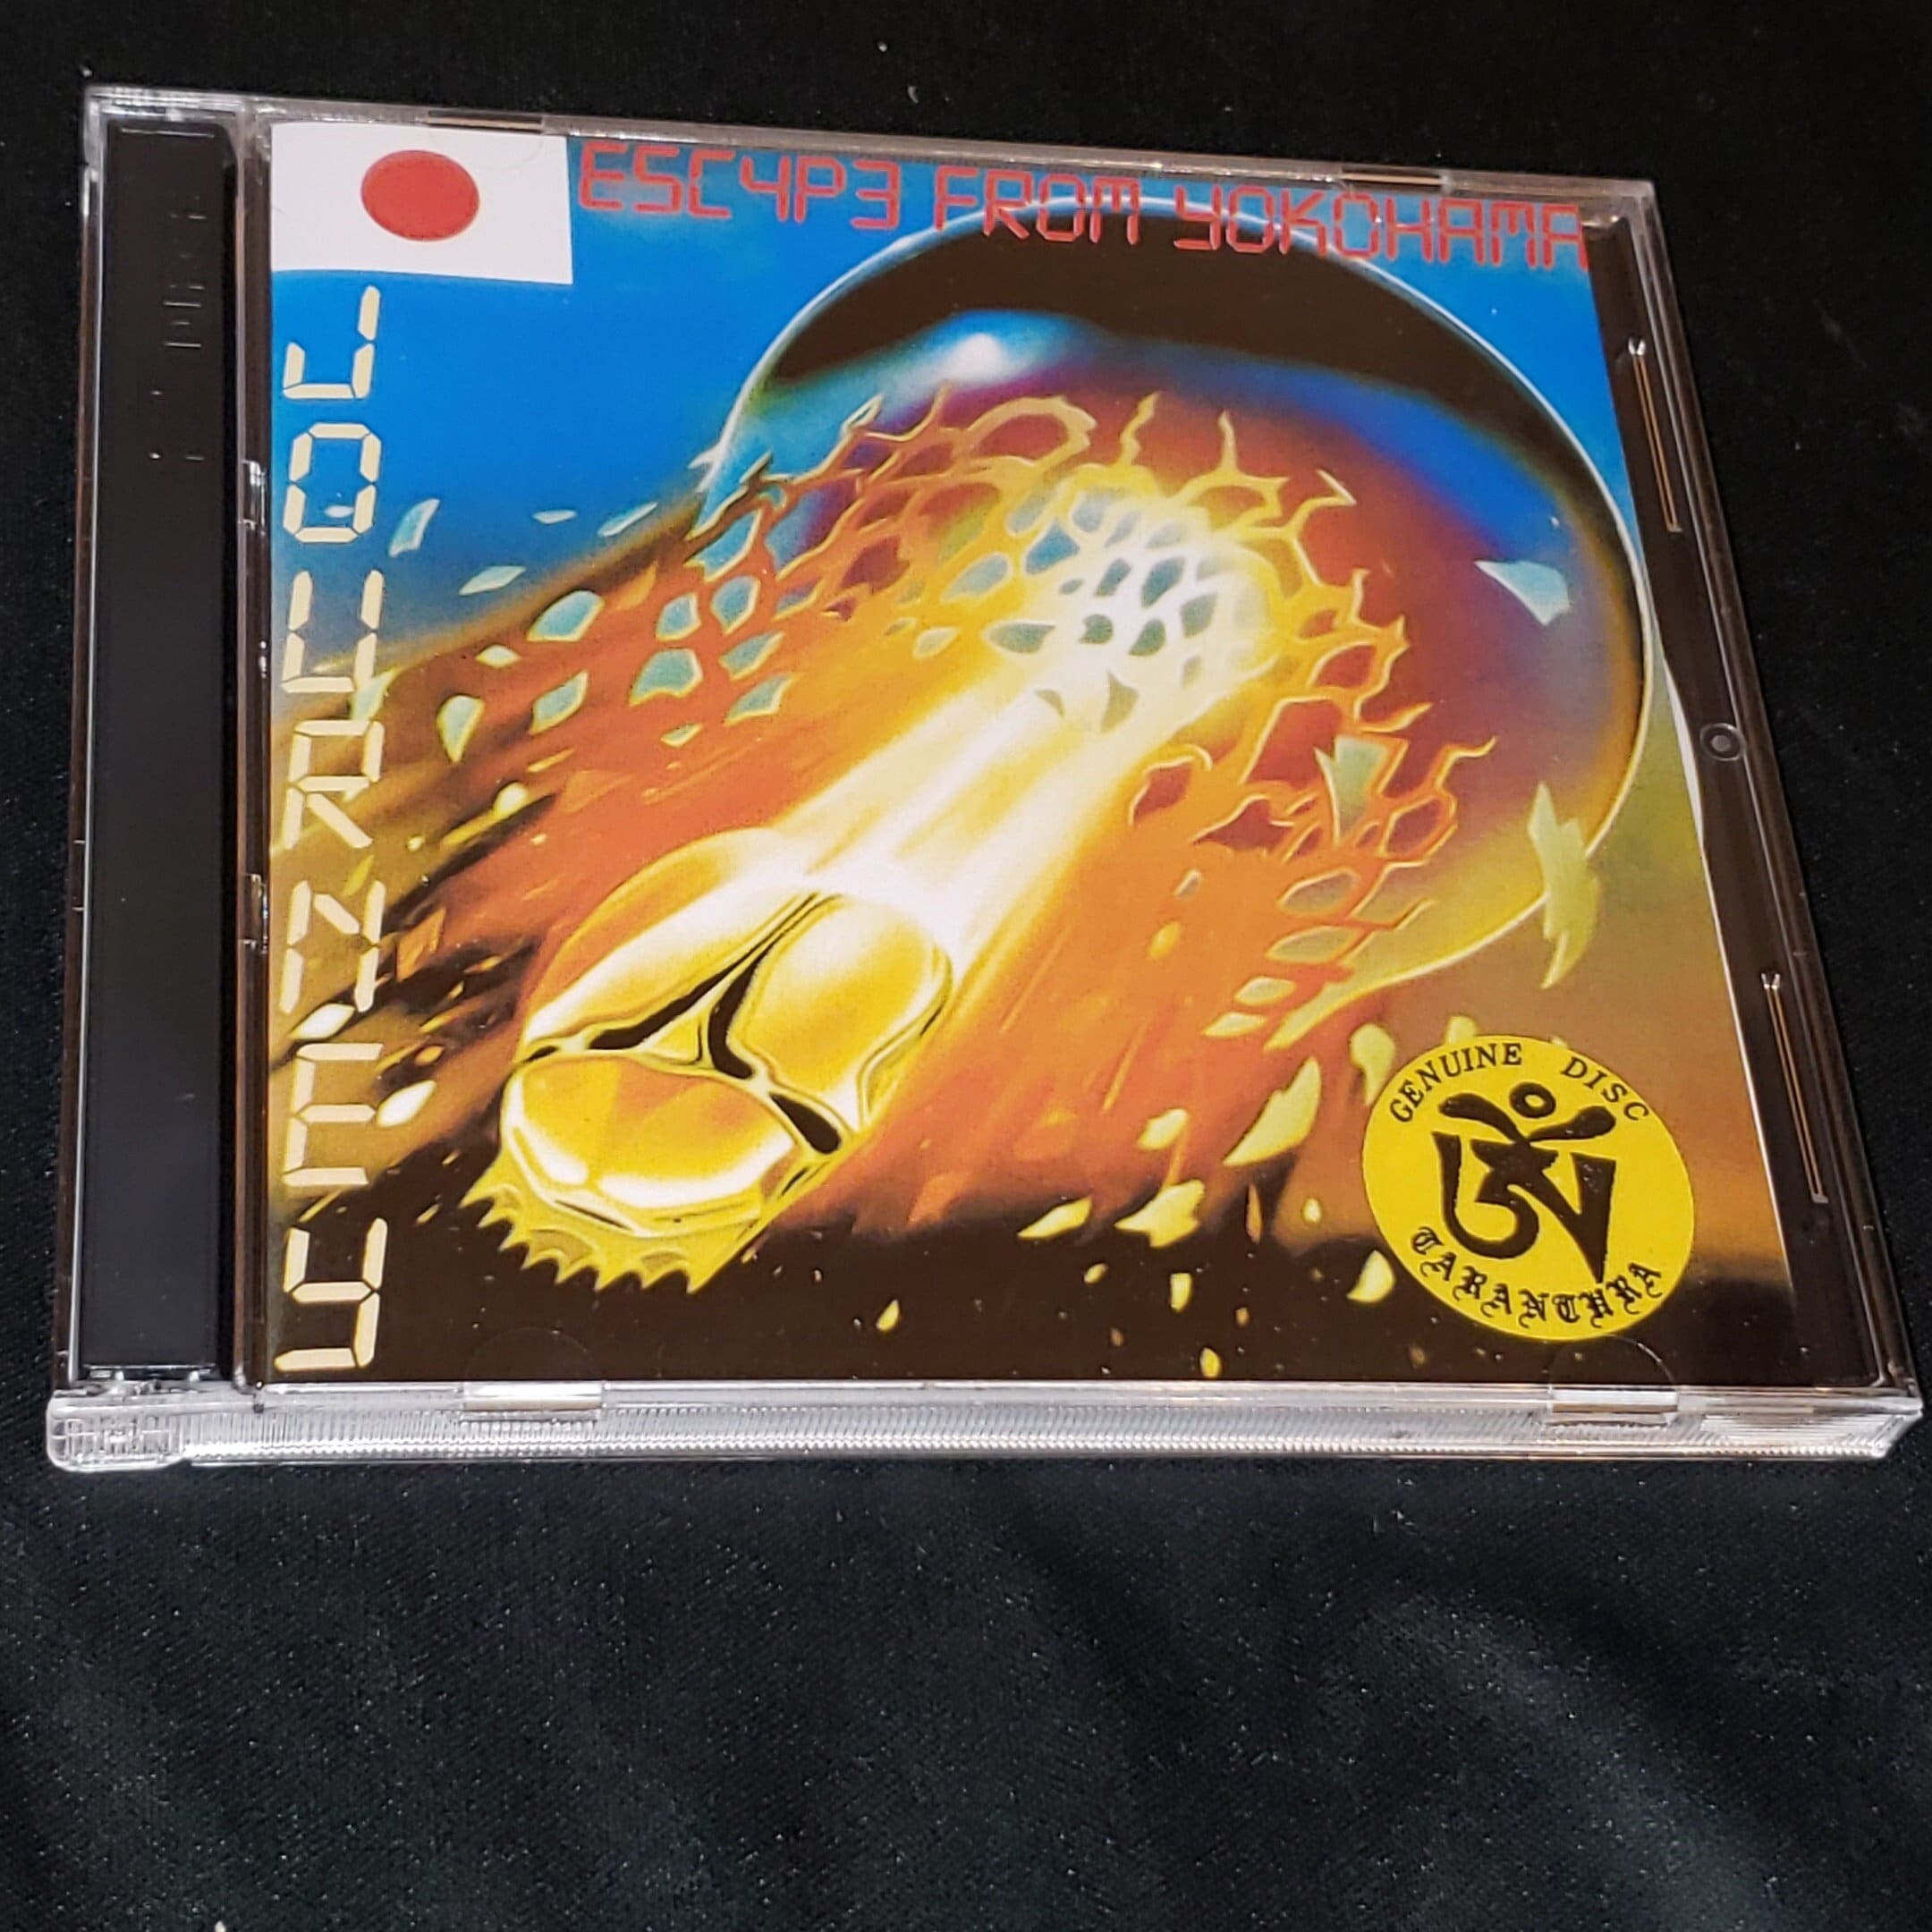 ESC4P3 FROM YOKOHAMA
JOURNEY
GENUINE DISC
TARANTURA